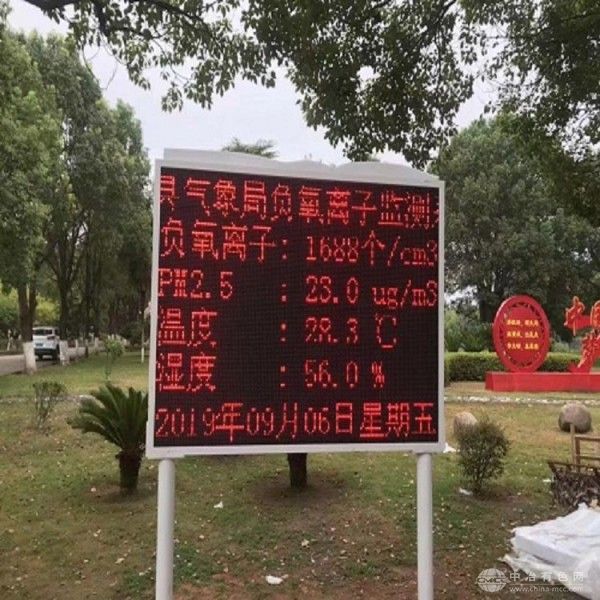 县气象局负氧离子监测
负氧离子：1688个/cm3
PM2.5 ：23.0 ug/m3
温度 ：28.3℃
湿度 ：56.0 %
2019年09月06日星期五
中国
中冶有色网
www.china-mcc.com